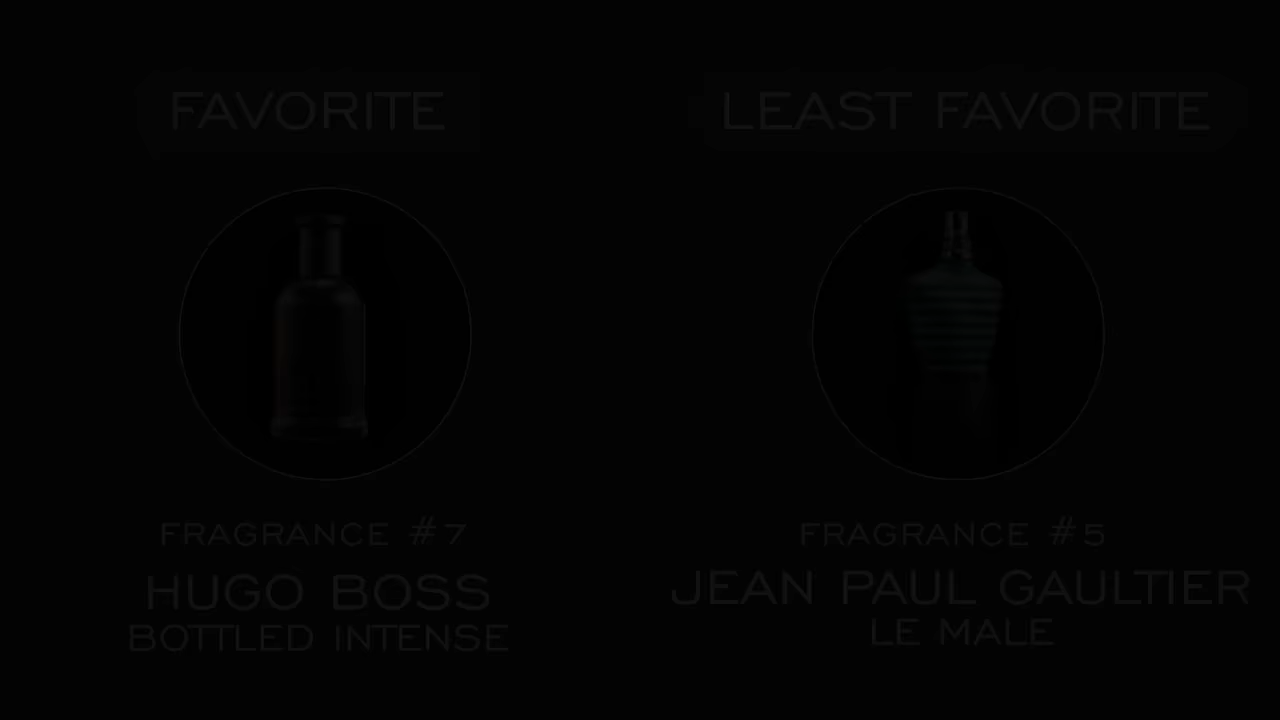 FAVORITE
LEAST FAVORITE
FRAGRANCE #7
HUGO BOSS
BOTTLED INTENSE
FRAGRANCE #5
JEAN PAUL GAULTIER
LE MALE